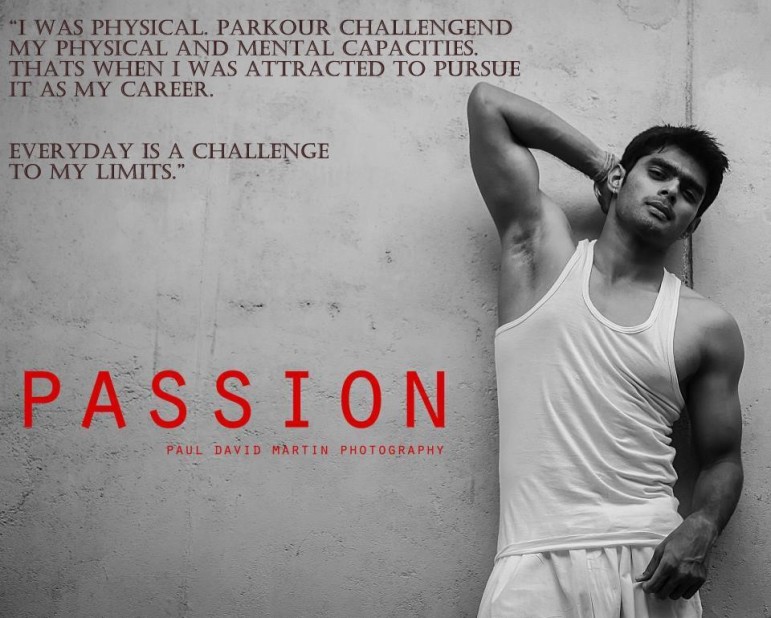 "I WAS PHYSICAL. PARKOUR CHALLENGEND
MY PHYSICAL AND MENTAL CAPACITIES.
THATS WHEN I WAS ATTRACTED TO PURSUE
IT AS MY CAREER.
EVERYDAY IS A CHALLENGE
TO MY LIMITS."
PASSION
PAUL DAVID MARTIN PHOTOGRAPHY